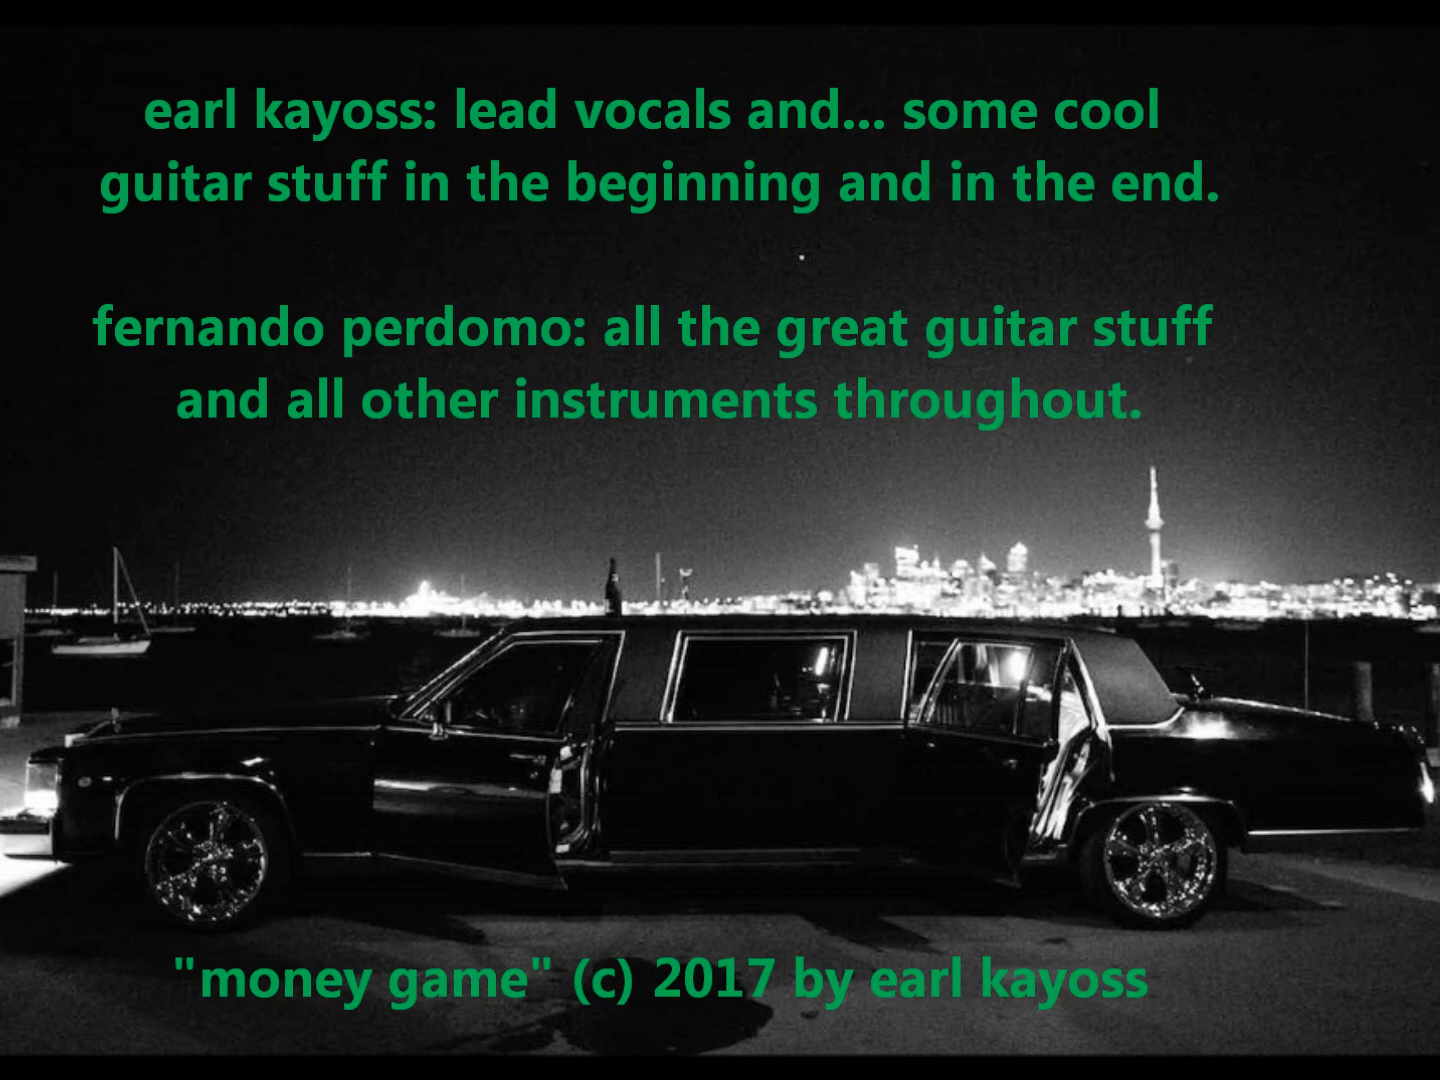 earl kayoss: lead vocals and... some cool
guitar stuff in the beginning and in the end.
fernando perdomo: all the great guitar stuff
and all other instruments throughout.
"money game" (c) 2017 by earl kayoss